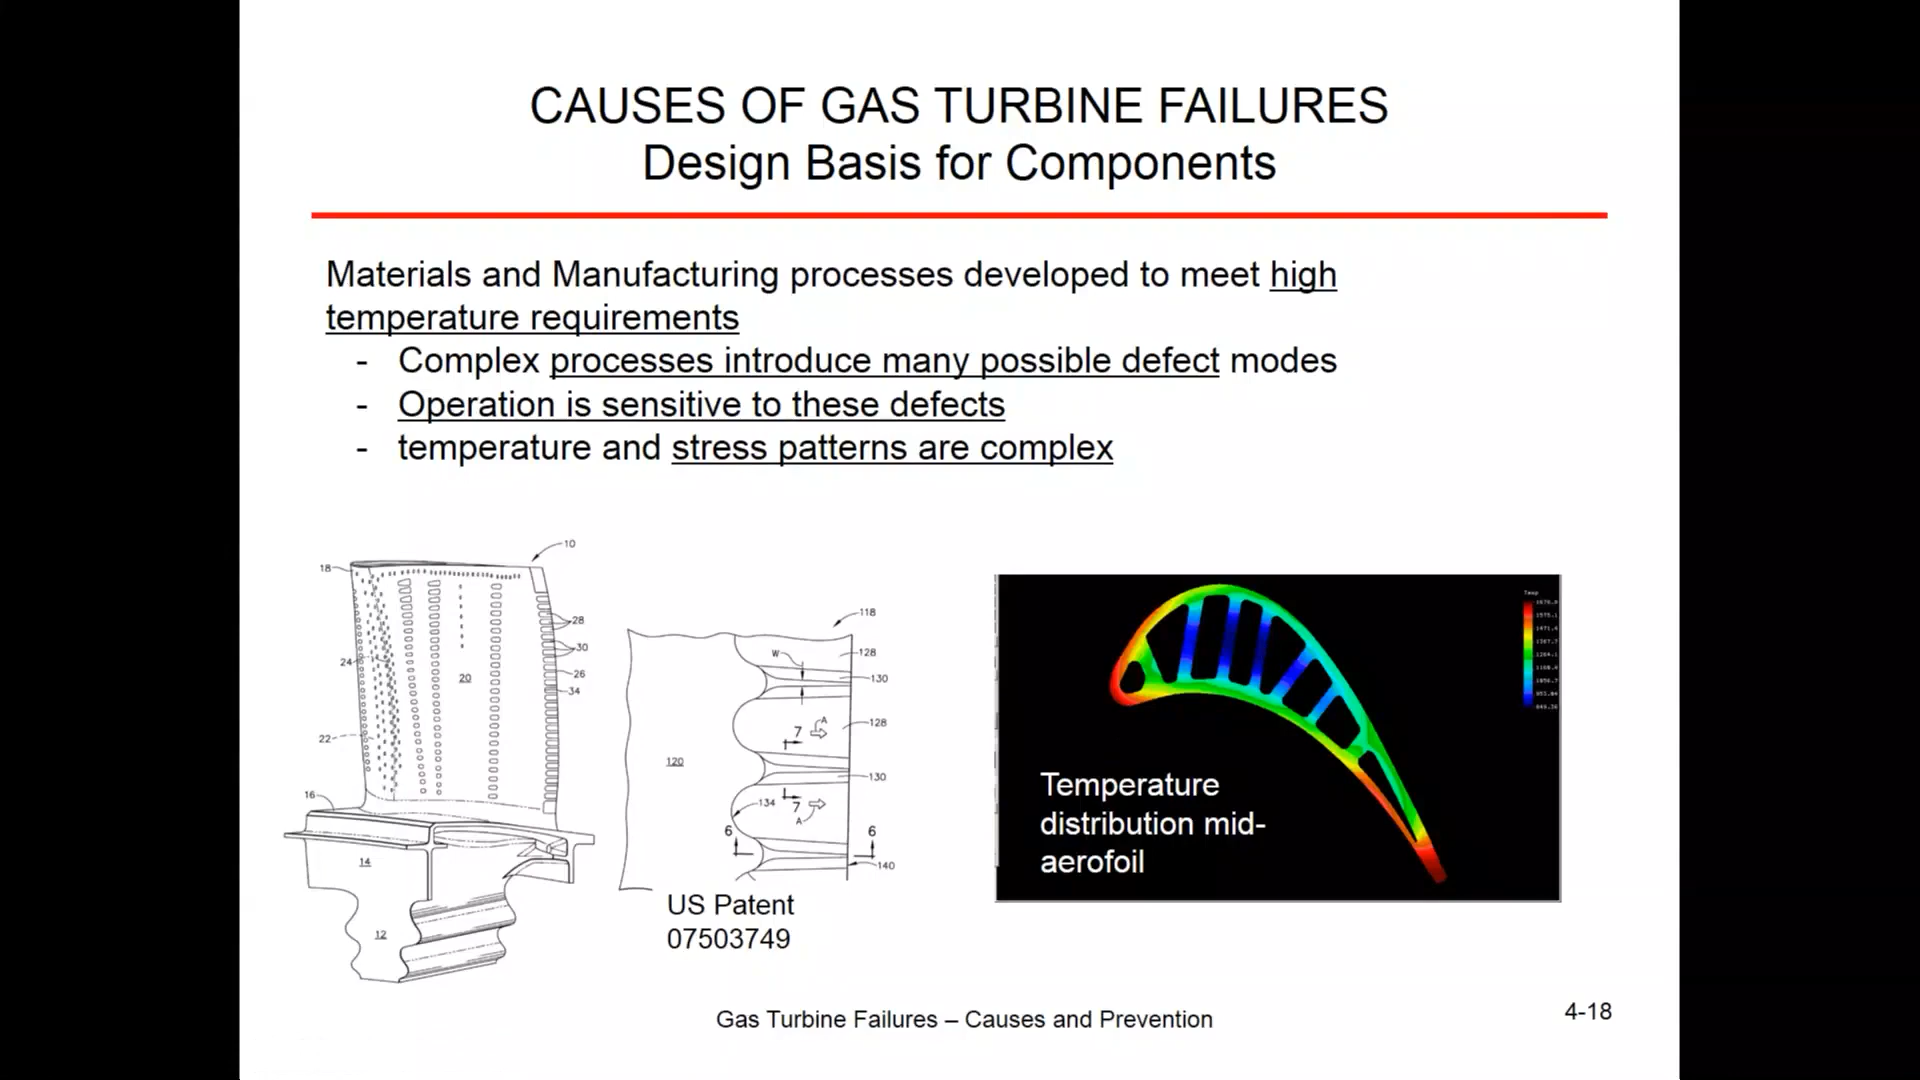 CAUSES OF GAS TURBINE FAILURES
Design Basis for Components
Materials and Manufacturing processes developed to meet high
temperature requirements
- Complex processes introduce many possible defect modes
- Operation is sensitive to these defects
- temperature and stress patterns are complex
10
18
28
30
24
20
26
34
22
16
14
12
118
W
128
130
A
7
128
120
130
134
7
A
6
6
140
US Patent
07503749
Temp
Temperature
distribution mid-
aerofoil
Gas Turbine Failures – Causes and Prevention
4-18